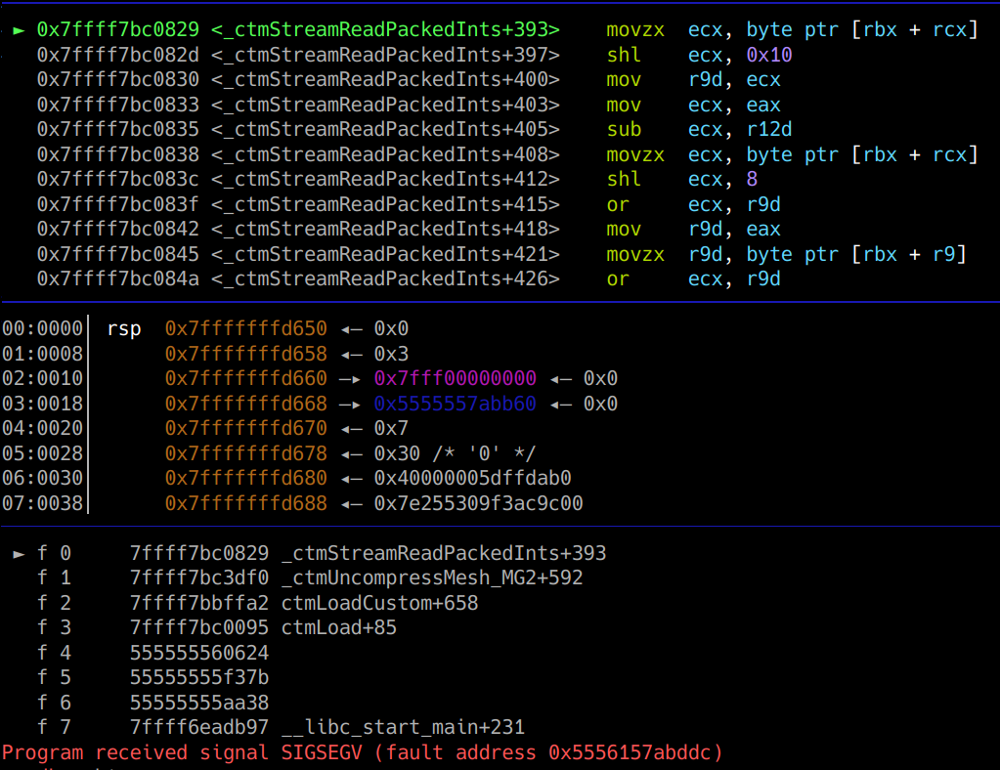 ► 0x7ffff7bc0829 <_ctmStreamReadPackedInts+393> movzx ecx, byte ptr [rbx + rcx]
0x7ffff7bc082d <_ctmStreamReadPackedInts+397> shl ecx, 0x10
0x7ffff7bc0830 <_ctmStreamReadPackedInts+400> mov r9d, ecx
0x7ffff7bc0833 <_ctmStreamReadPackedInts+403> mov ecx, eax
0x7ffff7bc0835 <_ctmStreamReadPackedInts+405> sub ecx, r12d
0x7ffff7bc0838 <_ctmStreamReadPackedInts+408> movzx ecx, byte ptr [rbx + rcx]
0x7ffff7bc083c <_ctmStreamReadPackedInts+412> shl ecx, 8
0x7ffff7bc083f <_ctmStreamReadPackedInts+415> or ecx, r9d
0x7ffff7bc0842 <_ctmStreamReadPackedInts+418> mov r9d, eax
0x7ffff7bc0845 <_ctmStreamReadPackedInts+421> movzx r9d, byte ptr [rbx + r9]
0x7ffff7bc084a <_ctmStreamReadPackedInts+426> or ecx, r9d
00:0000│ rsp 0x7fffffffd650 ◂— 0x0
01:0008│ 0x7fffffffd658 ◂— 0x3
02:0010│ 0x7fffffffd660 —▸ 0x7fff00000000 ◂— 0x0
03:0018│ 0x7fffffffd668 —▸ 0x5555557abb60 ◂— 0x0
04:0020│ 0x7fffffffd670 ◂— 0x7
05:0028│ 0x7fffffffd678 ◂— 0x30 /* '0' */
06:0030│ 0x7fffffffd680 ◂— 0x40000005dffdab0
07:0038│ 0x7fffffffd688 ◂— 0x7e255309f3ac9c00
► f 0 7ffff7bc0829 _ctmStreamReadPackedInts+393
f 1 7ffff7bc3df0 _ctmUncompressMesh_MG2+592
f 2 7ffff7bbffa2 ctmLoadCustom+658
f 3 7ffff7bc0095 ctmLoad+85
f 4 555555560624
f 5 55555555f37b
f 6 55555555aa38
f 7 7ffff6eadb97 __libc_start_main+231
Program received signal SIGSEGV (fault address 0x5556157abddc)